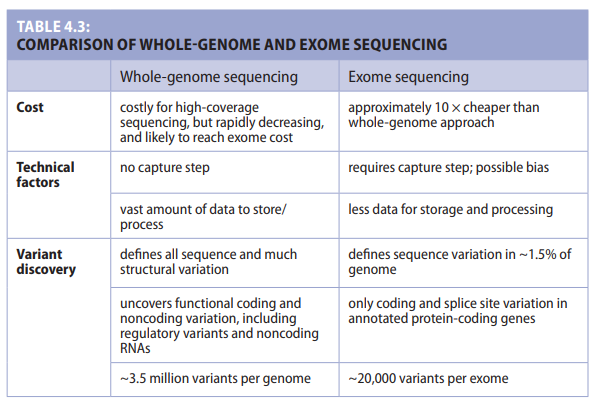 TABLE 4.3:
COMPARISON OF WHOLE-GENOME AND EXOME SEQUENCING
Whole-genome sequencing Exome sequencing
Cost costly for high-coverage approximately 10 × cheaper than
sequencing, but rapidly decreasing, whole-genome approach
and likely to reach exome cost
Technical no capture step requires capture step; possible bias
factors
vast amount of data to store/ less data for storage and processing
process
Variant defines all sequence and much defines sequence variation in ~1.5% of
discovery structural variation genome
uncovers functional coding and only coding and splice site variation in
noncoding variation, including annotated protein-coding genes
regulatory variants and noncoding
RNAs
~3.5 million variants per genome ~20,000 variants per exome